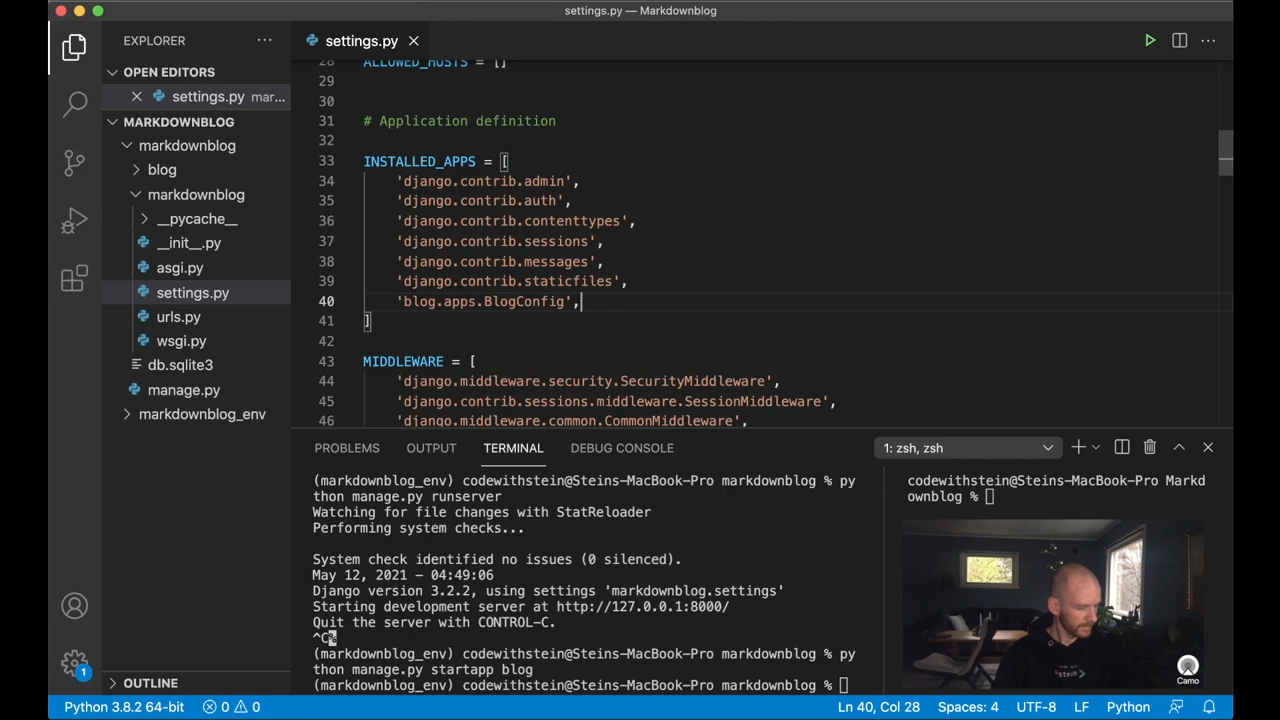 settings.py — Markdownblog
EXPLORER
OPEN EDITORS
settings.py mar...
MARKDOWNBLOG
markdownblog
blog
markdownblog
__pycache__
__init__.py
asgi.py
settings.py
urls.py
wsgi.py
db.sqlite3
manage.py
markdownblog_env
OUTLINE
1
settings.py
28 ALLOWED_HOSTS = []
29
30
31 # Application definition
32
33 INSTALLED_APPS = [
34 'django.contrib.admin',
35 'django.contrib.auth',
36 'django.contrib.contenttypes',
37 'django.contrib.sessions',
38 'django.contrib.messages',
39 'django.contrib.staticfiles',
40 'blog.apps.BlogConfig',
41 ]
42
43 MIDDLEWARE = [
44 'django.middleware.security.SecurityMiddleware',
45 'django.contrib.sessions.middleware.SessionMiddleware',
46 'django.middleware.common.CommonMiddleware',
PROBLEMS OUTPUT TERMINAL DEBUG CONSOLE 1: zsh, zsh
(markdownblog_env) codewithstein@Steins-MacBook-Pro markdownblog % py
thon manage.py runserver
Watching for file changes with StatReloader
Performing system checks...
System check identified no issues (0 silenced).
May 12, 2021 - 04:49:06
Django version 3.2.2, using settings 'markdownblog.settings'
Starting development server at http://127.0.0.1:8000/
Quit the server with CONTROL-C.
^C%
(markdownblog_env) codewithstein@Steins-MacBook-Pro markdownblog % py
thon manage.py startapp blog
(markdownblog_env) codewithstein@Steins-MacBook-Pro markdownblog %
codewithstein@Steins-MacBook-Pro Markd
ownblog %
stein
Camo
Python 3.8.2 64-bit 0 0 Ln 40, Col 28 Spaces: 4 UTF-8 LF Python